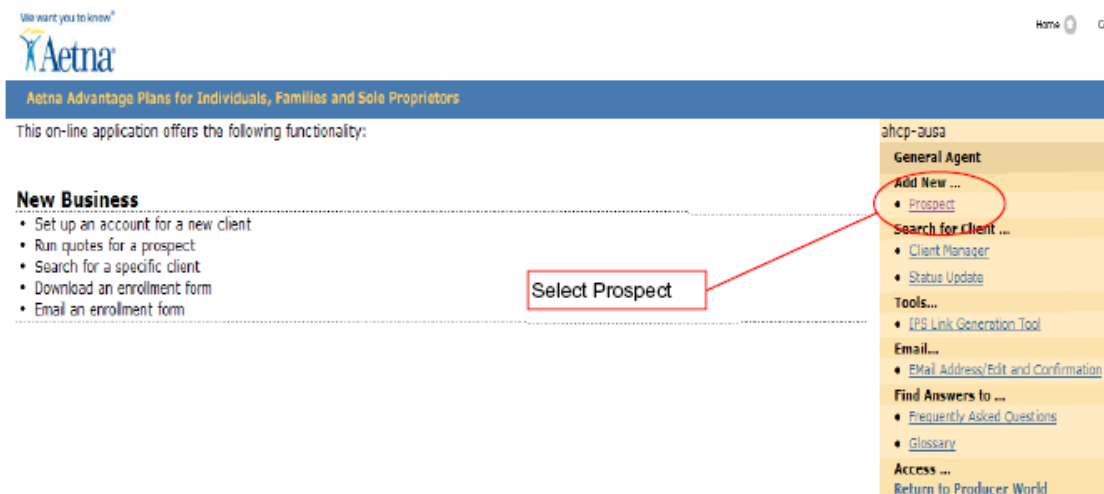 We want you to know®
Aetna®
Home
Aetna Advantage Plans for Individuals, Families and Sole Proprietors
This on-line application offers the following functionality:
New Business
• Set up an account for a new client
• Run quotes for a prospect
• Search for a specific client
• Download an enrollment form
• Email an enrollment form
Select Prospect
ahcp-ausa
General Agent
Add New ...
• Prospect
Search for Client ...
• Client Manager
• Status Update
Tools...
• IPS Link Generation Tool
Email...
• EMail Address/Edit and Confirmation
Find Answers to ...
• Frequently Asked Questions
• Glossary
Access ...
Return to Producer World